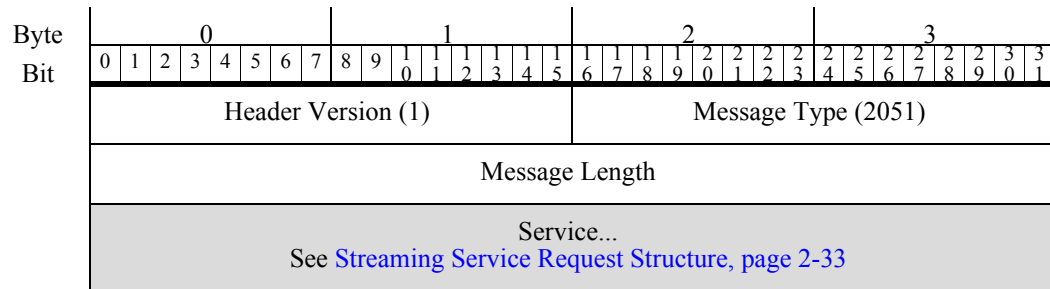 Byte 0 1 2 3
Bit 0 1 2 3 4 5 6 7 8 9 10 11 12 13 14 15 16 17 18 19 20 21 22 23 24 25 26 27 28 29 30 31
Header Version (1) Message Type (2051)
Message Length
Service...
See Streaming Service Request Structure, page 2-33